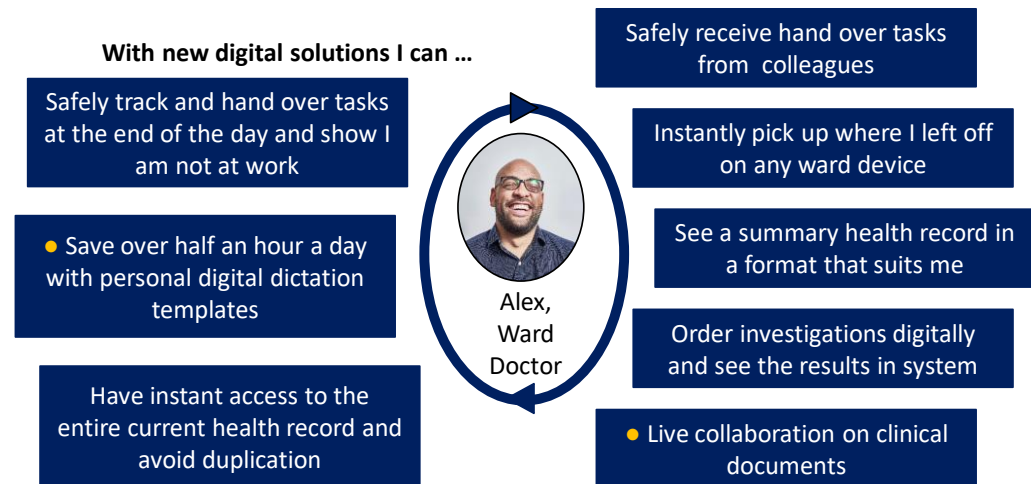 With new digital solutions I can …
Safely receive hand over tasks
from colleagues
Instantly pick up where I left off
on any ward device
See a summary health record in
a format that suits me
Order investigations digitally
and see the results in system
● Live collaboration on clinical
documents
Have instant access to the
entire current health record and
avoid duplication
● Save over half an hour a day
with personal digital dictation
templates
Safely track and hand over tasks
at the end of the day and show I
am not at work
Alex,
Ward
Doctor